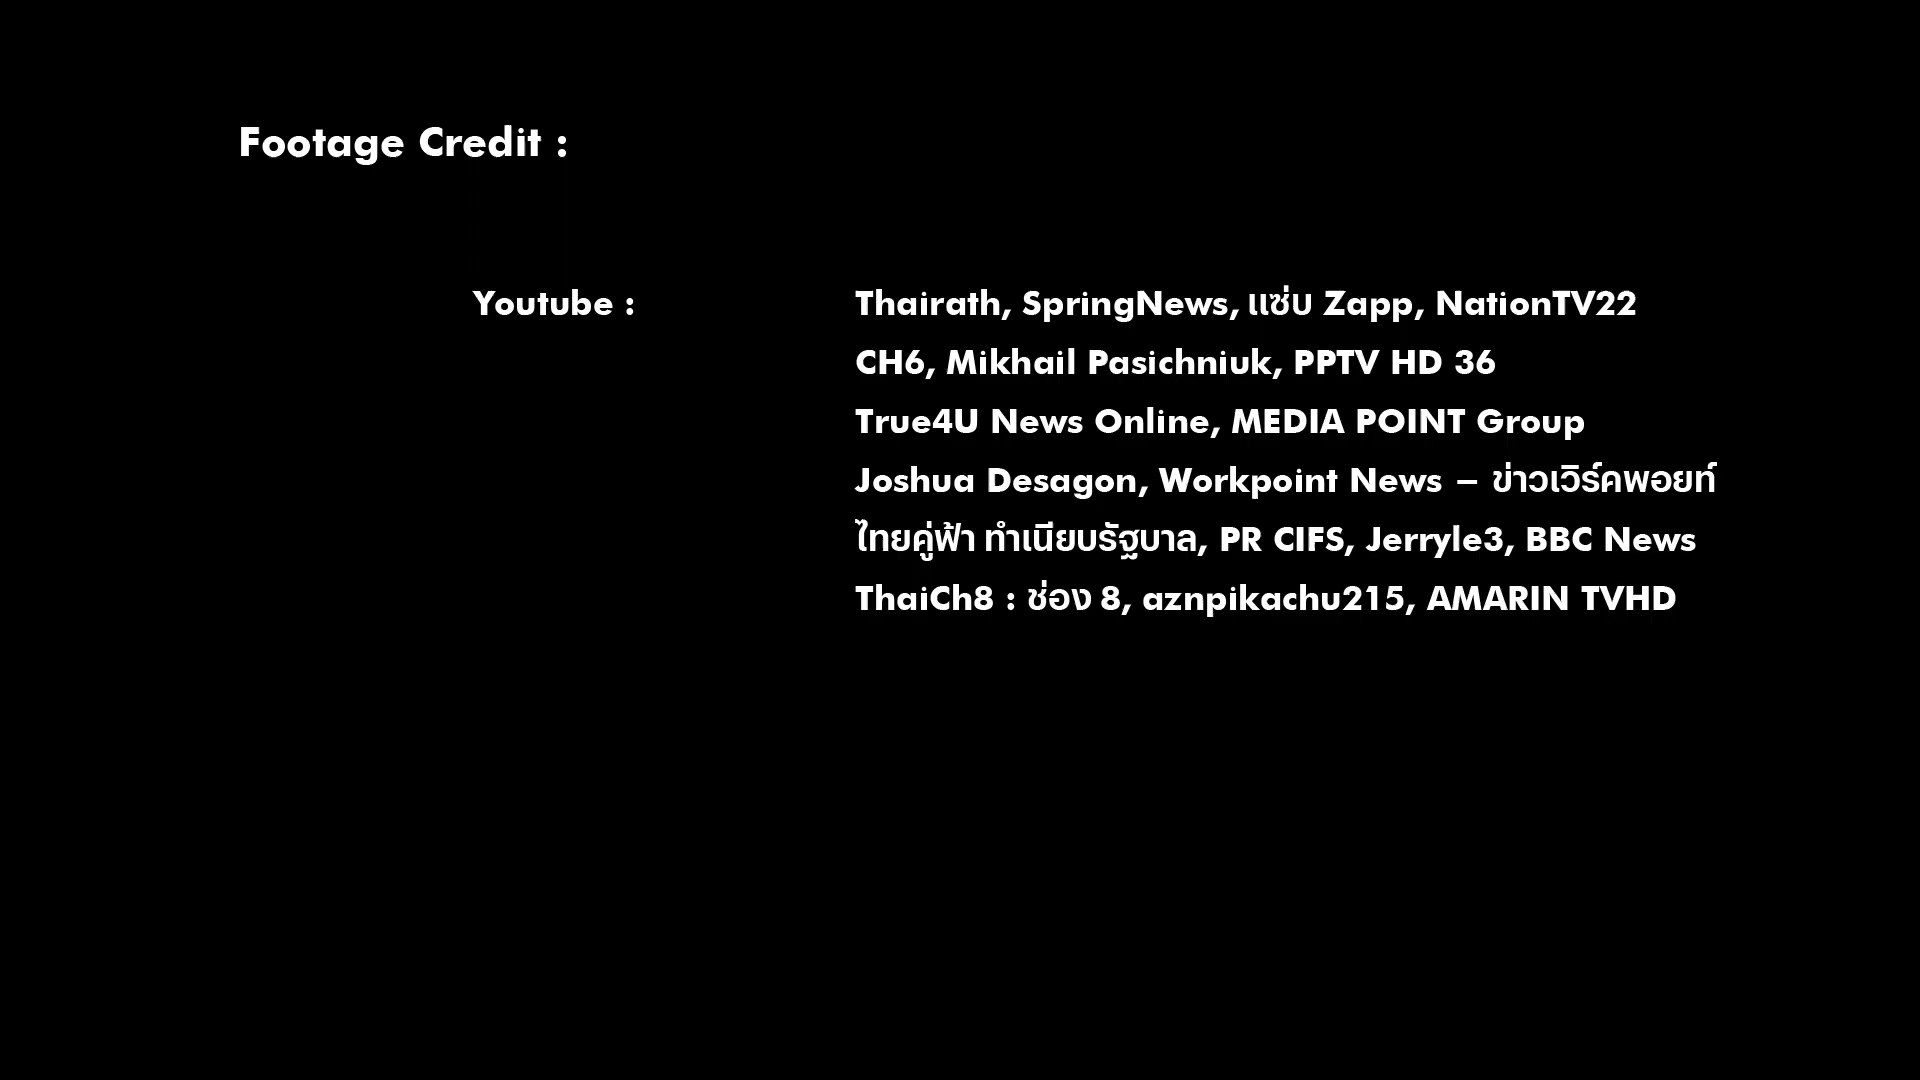 Footage Credit :
Youtube : Thairath, SpringNews, แซ่บ Zapp, NationTV22
CH6, Mikhail Pasichniuk, PPTV HD 36
True4U News Online, MEDIA POINT Group
Joshua Desagon, Workpoint News – ข่าวเวิร์คพอยท์
ไทยคู่ฟ้า ทำเนียบรัฐบาล, PR CIFS, Jerryle3, BBC News
ThaiCh8 : ช่อง 8, aznpikachu215, AMARIN TVHD